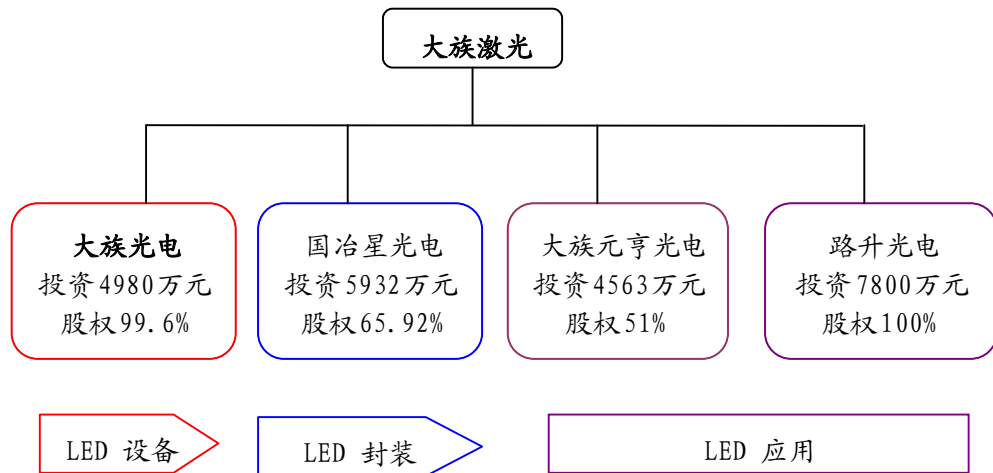 大族激光
大族光电
投资4980万元
股权99.6%
国冶星光电
投资5932万元
股权65.92%
大族元亨光电
投资4563万元
股权51%
路升光电
投资7800万元
股权100%
LED 设备
LED 封装
LED 应用